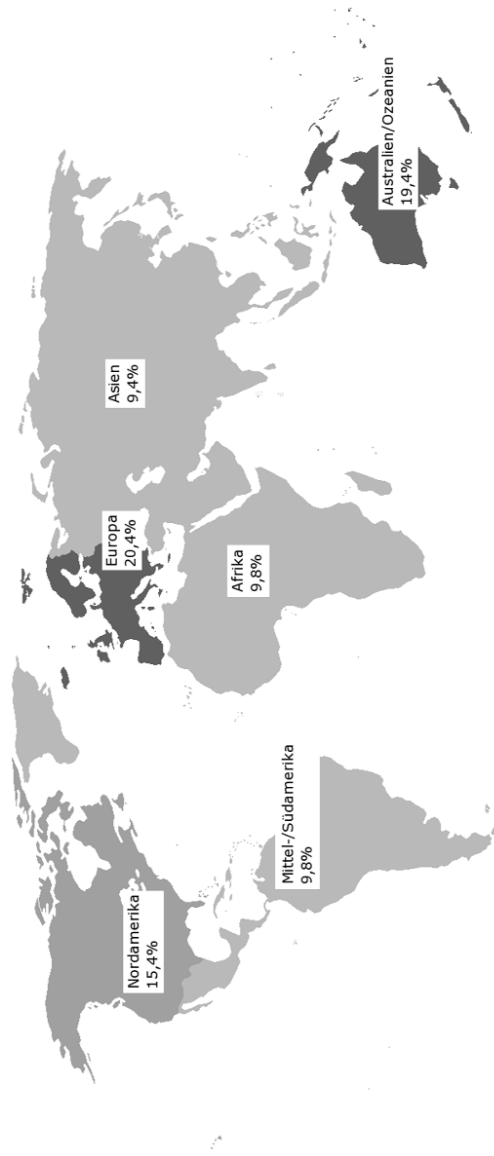 Nordamerika
15,4%
Mittel-/Südamerika
9,8%
Europa
20,4%
Afrika
9,8%
Asien
9,4%
Australien/Ozeanien
19,4%